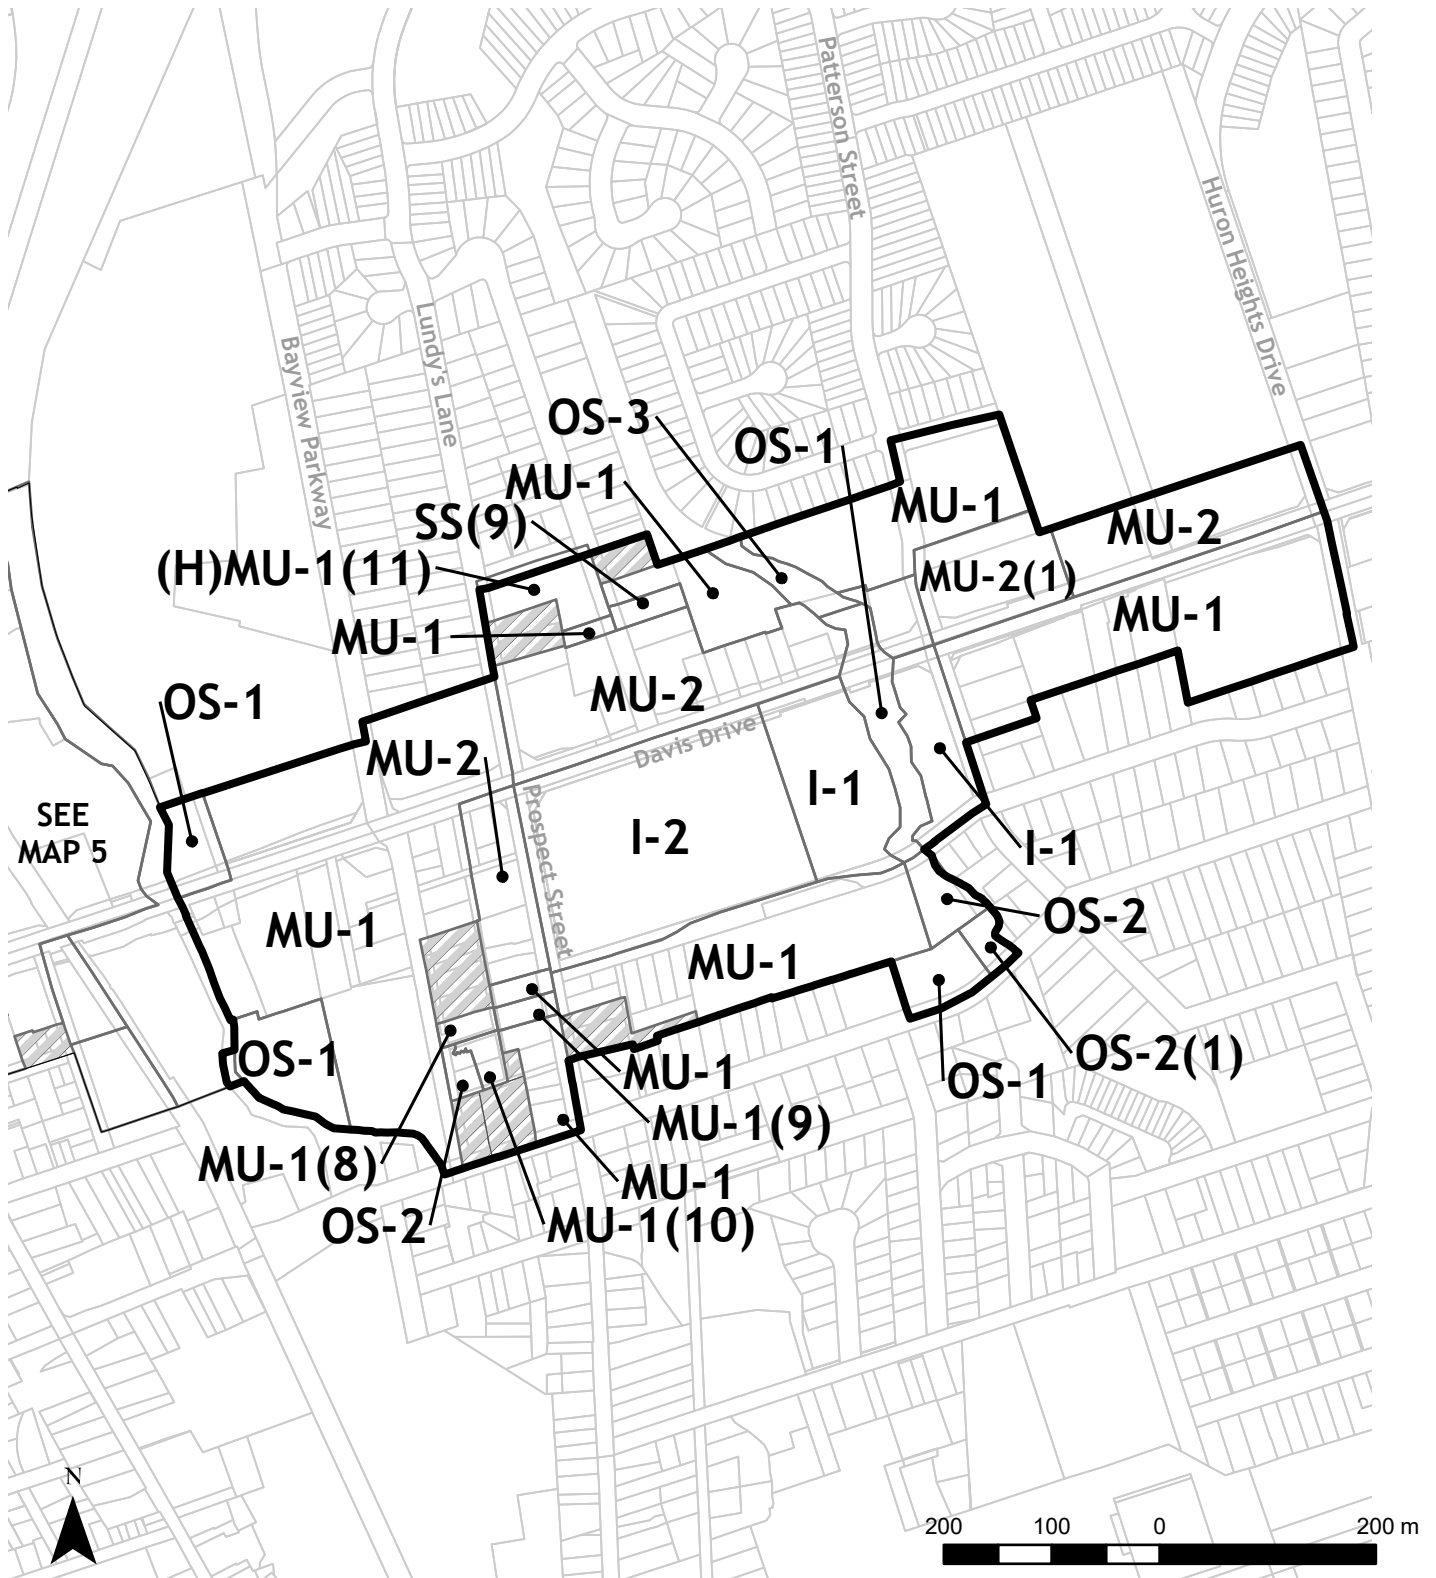 Patterson Street
Huron Heights Drive
Lundy's Lane
Bayview Parkway
OS-3
OS-1
MU-1
MU-1
SS(9)
MU-2
(H)MU-1(11)
MU-2(1)
MU-1
MU-1
OS-1
MU-2
MU-2
Davis Drive
I-1
SEE
MAP 5
Prospect Street
I-2
I-1
MU-1
OS-2
MU-1
OS-1
OS-2(1)
MU-1
OS-1
MU-1(9)
MU-1(8)
MU-1
OS-2
MU-1(10)
N
200 100 0 200 m